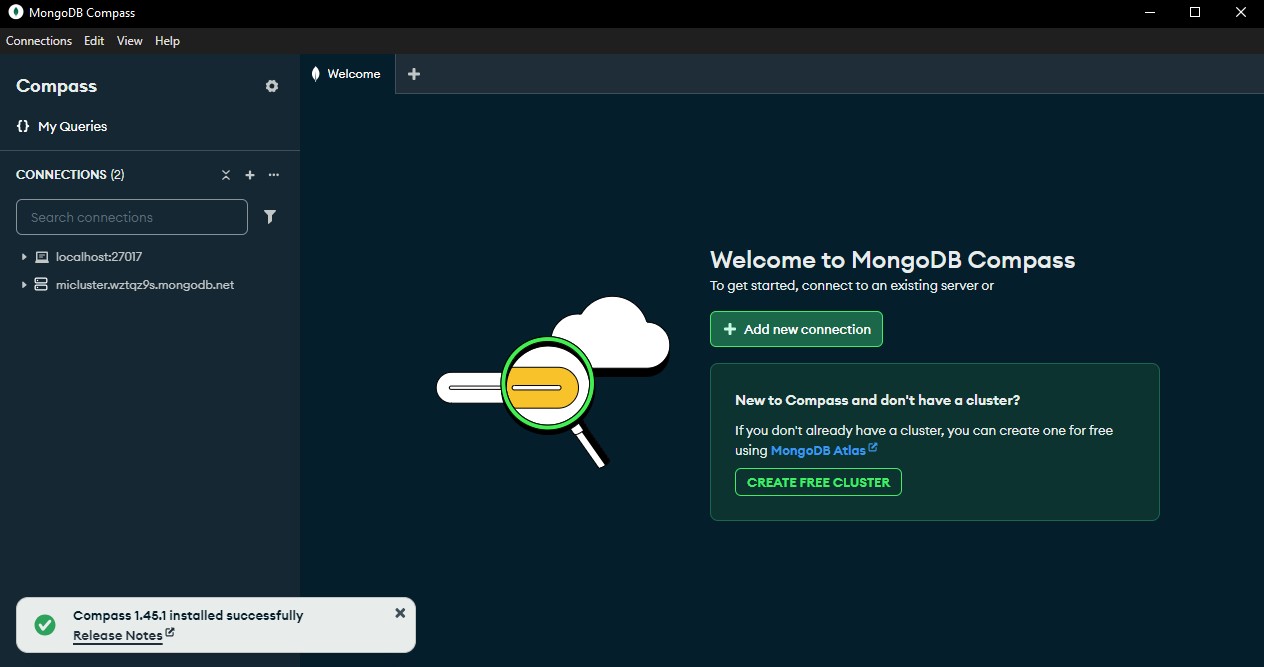 MongoDB Compass
Connections Edit View Help
Compass
{} My Queries
CONNECTIONS (2)
Search connections
localhost:27017
micluster.wztqz9s.mongodb.net
Welcome
Welcome to MongoDB Compass
To get started, connect to an existing server or
Add new connection
New to Compass and don't have a cluster?
If you don't already have a cluster, you can create one for free
using MongoDB Atlas
CREATE FREE CLUSTER
Compass 1.45.1 installed successfully
Release Notes